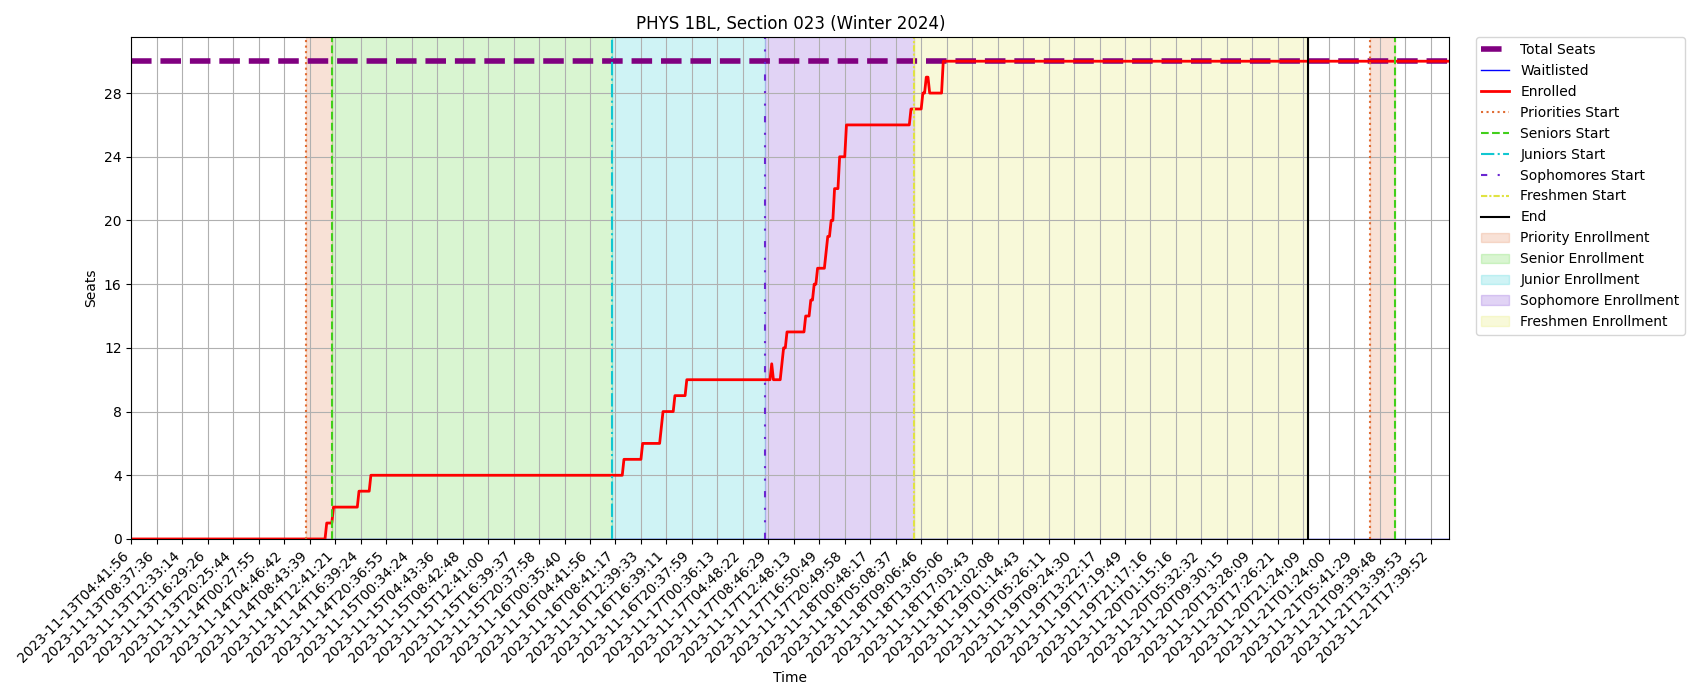 PHYS 1BL, Section 023 (Winter 2024)
Seats
28
24
20
16
12
8
4
0
2023-11-13T04:41:56
2023-11-13T08:37:36
2023-11-13T12:33:14
2023-11-13T16:29:26
2023-11-13T20:25:44
2023-11-14T00:27:55
2023-11-14T04:46:42
2023-11-14T08:43:39
2023-11-14T12:41:21
2023-11-14T16:39:24
2023-11-14T20:36:55
2023-11-15T00:34:24
2023-11-15T04:43:36
2023-11-15T08:42:48
2023-11-15T12:41:00
2023-11-15T16:39:37
2023-11-15T20:37:58
2023-11-16T00:35:40
2023-11-16T04:41:56
2023-11-16T08:41:17
2023-11-16T12:39:33
2023-11-16T16:39:11
2023-11-16T20:37:59
2023-11-17T00:36:13
2023-11-17T04:48:22
2023-11-17T08:46:29
2023-11-17T12:48:13
2023-11-17T16:50:49
2023-11-17T20:49:58
2023-11-18T00:48:17
2023-11-18T05:08:37
2023-11-18T09:06:46
2023-11-18T13:05:06
2023-11-18T17:03:43
2023-11-18T21:02:08
2023-11-19T01:14:43
2023-11-19T05:26:11
2023-11-19T09:24:30
2023-11-19T13:22:17
2023-11-19T17:19:49
2023-11-19T21:17:16
2023-11-20T01:15:16
2023-11-20T05:32:32
2023-11-20T09:30:15
2023-11-20T13:28:09
2023-11-20T17:26:21
2023-11-20T21:24:09
2023-11-21T01:24:00
2023-11-21T05:41:29
2023-11-21T09:39:48
2023-11-21T13:39:53
2023-11-21T17:39:52
Time
Total Seats
Waitlisted
Enrolled
Priorities Start
Seniors Start
Juniors Start
Sophomores Start
Freshmen Start
End
Priority Enrollment
Senior Enrollment
Junior Enrollment
Sophomore Enrollment
Freshmen Enrollment